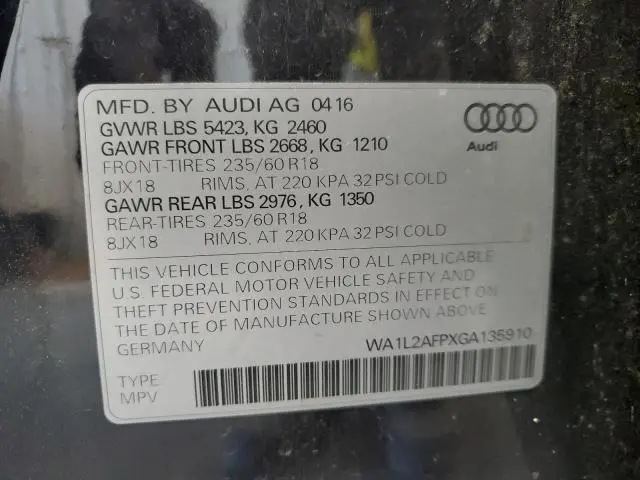 MFD. BY AUDI AG 0416
GVWR LBS 5423, KG 2460
GAWR FRONT LBS 2668, KG 1210
FRONT-TIRES 235/60 R18
8JX18 RIMS, AT 220 KPA 32 PSI COLD
GAWR REAR LBS 2976, KG 1350
REAR-TIRES 235/60 R18
8JX18 RIMS, AT 220 KPA 32 PSI COLD
Audi
THIS VEHICLE CONFORMS TO ALL APPLICABLE
U.S. FEDERAL MOTOR VEHICLE SAFETY AND
THEFT PREVENTION STANDARDS IN EFFECT ON
THE DATE OF MANUFACTURE SHOWN ABOVE.
GERMANY WA1L2AFPXGA135910
TYPE
MPV